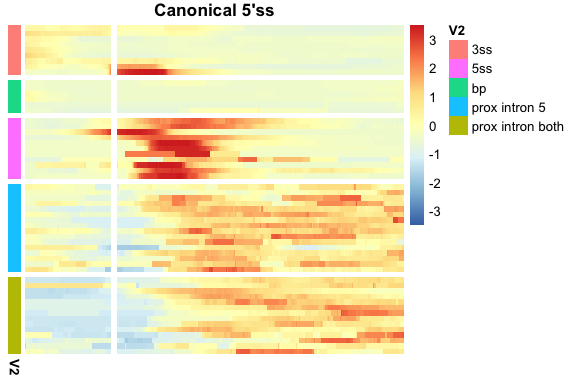 Canonical 5'ss
3
2
1
0
-1
-2
-3
V2
3ss
5ss
bp
prox intron 5
prox intron both
V2